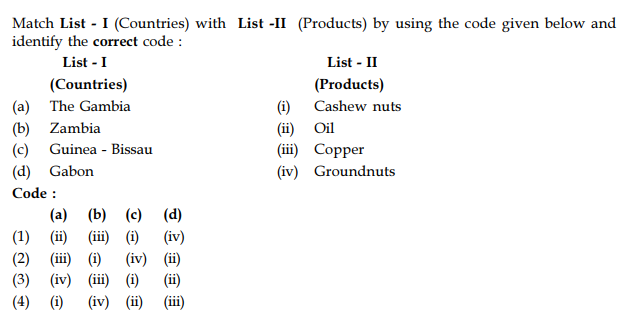 Match List - I (Countries) with List -II (Products) by using the code given below and
identify the correct code :
List - I List - II
(Countries) (Products)
(a) The Gambia (i) Cashew nuts
(b) Zambia (ii) Oil
(c) Guinea - Bissau (iii) Copper
(d) Gabon (iv) Groundnuts
Code :
(a) (b) (c) (d)
(1) (ii) (iii) (i) (iv)
(2) (iii) (i) (iv) (ii)
(3) (iv) (iii) (i) (ii)
(4) (i) (iv) (ii) (iii)